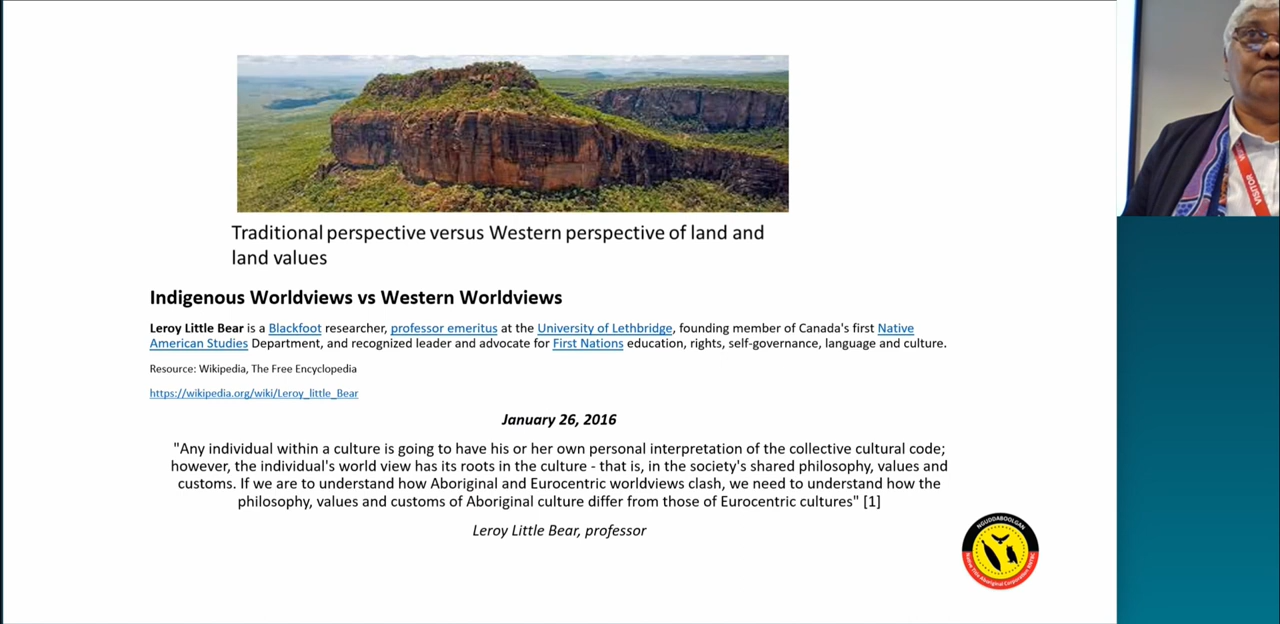 Traditional perspective versus Western perspective of land and
land values
Indigenous Worldviews vs Western Worldviews
Leroy Little Bear is a Blackfoot researcher, professor emeritus at the University of Lethbridge, founding member of Canada's first Native
American Studies Department, and recognized leader and advocate for First Nations education, rights, self-governance, language and culture.
Resource: Wikipedia, The Free Encyclopedia
https://wikipedia.org/wiki/Leroy_little_Bear
January 26, 2016
"Any individual within a culture is going to have his or her own personal interpretation of the collective cultural code;
however, the individual's world view has its roots in the culture - that is, in the society's shared philosophy, values and
customs. If we are to understand how Aboriginal and Eurocentric worldviews clash, we need to understand how the
philosophy, values and customs of Aboriginal culture differ from those of Eurocentric cultures" [1]
Leroy Little Bear, professor
NGUDDABOOLGAN
Native Title Aboriginal Corporation RNTBC
VISITOR